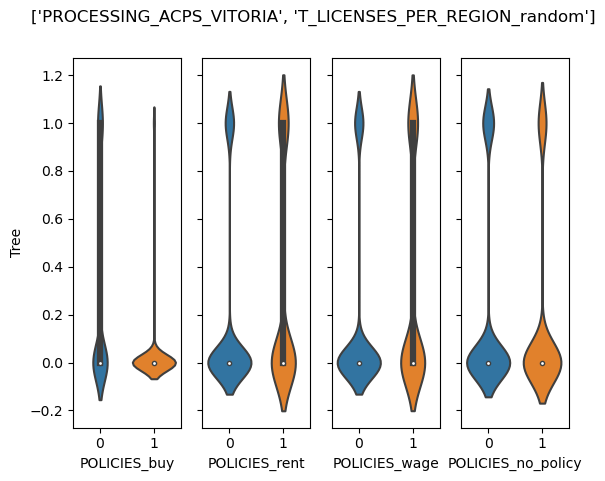 ['PROCESSING_ACPS_VITORIA', 'T_LICENSES_PER_REGION_random']
1.2
1.0
0.8
0.6
0.4
0.2
0.0
−0.2
Tree
0 1
0 1
0 1
0 1
POLICIES_buy
POLICIES_rent
POLICIES_wage
POLICIES_no_policy